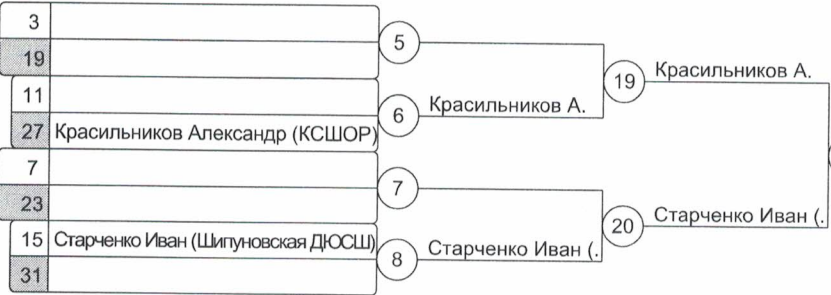 3
19
5
11
27 Красильников Александр (КСШОР)
6
Красильников А.
19
Красильников А.
7
23
7
15 Старченко Иван (Шипуновская ДЮСШ)
31
8
Старченко Иван (.
20
Старченко Иван (.